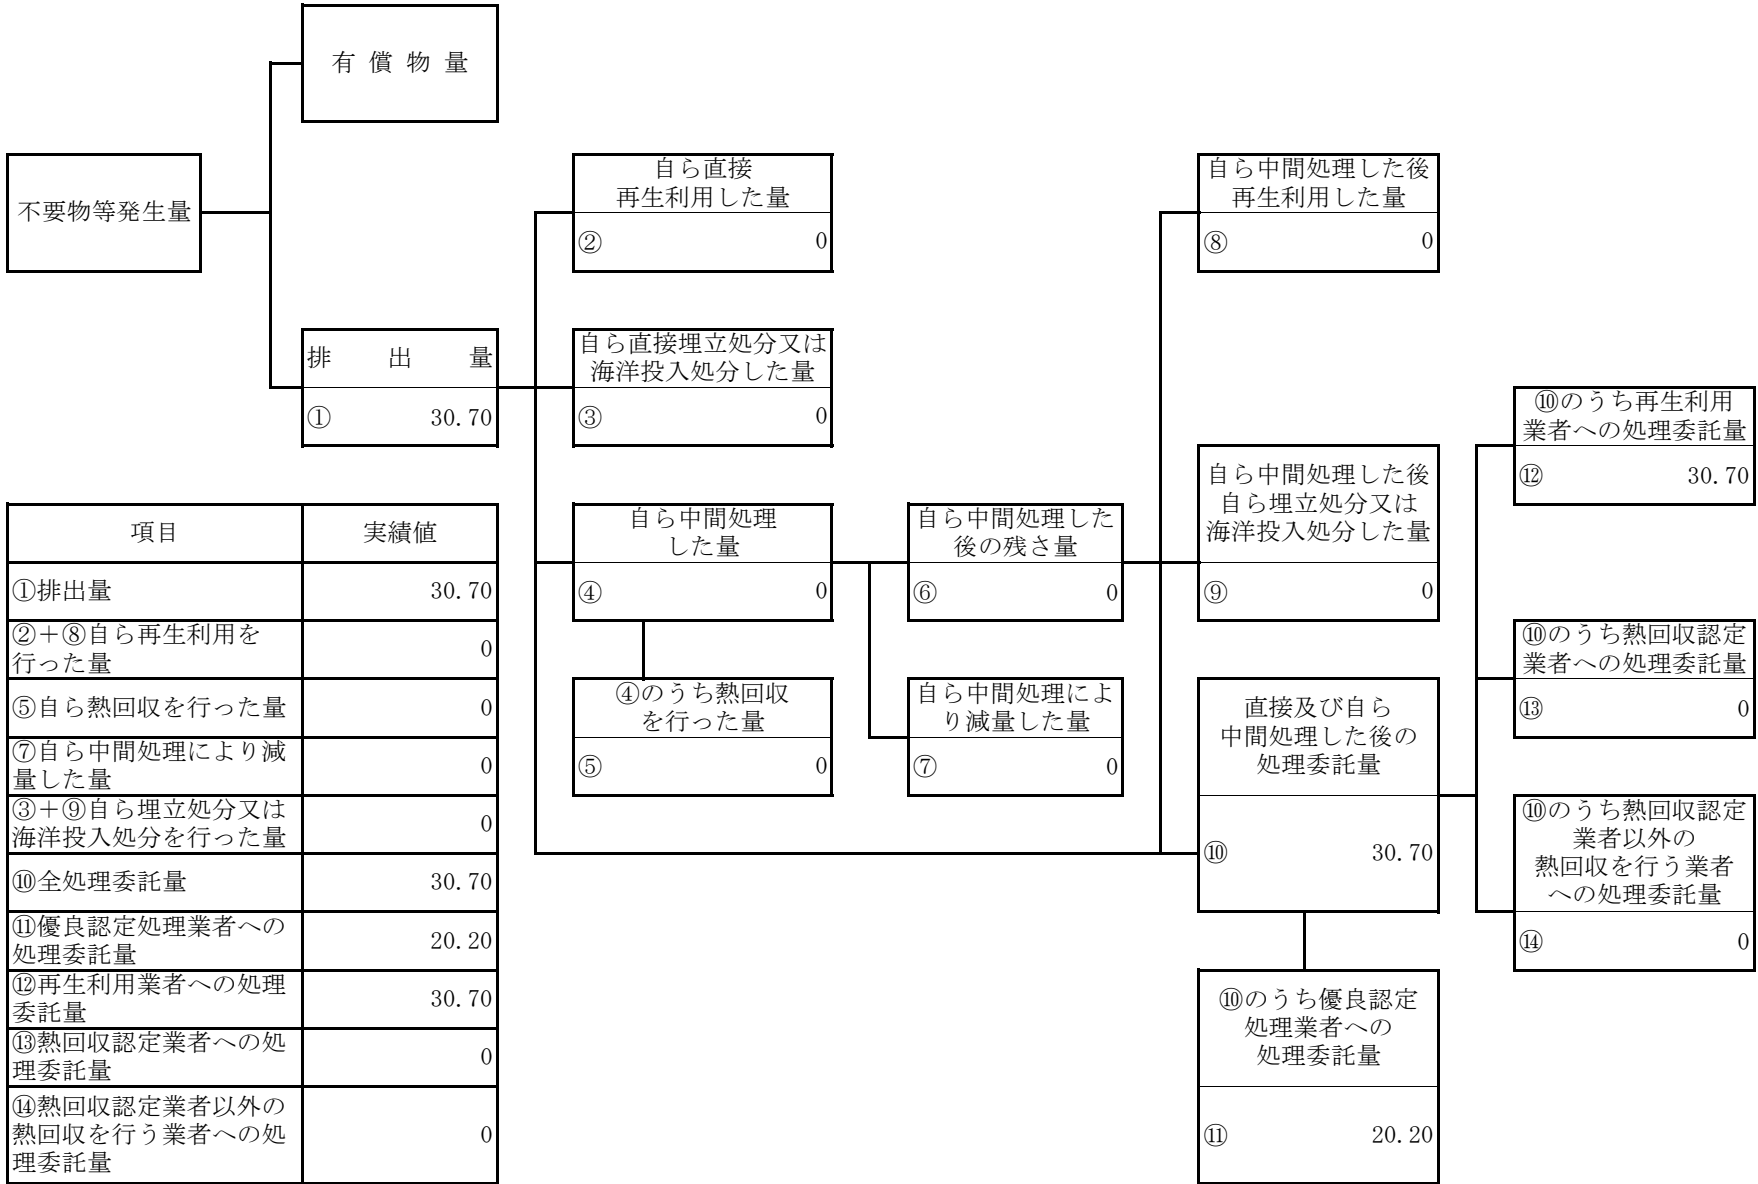 有償物量
不要物等発生量
自ら直接
再生利用した量
② 0
自ら中間処理した後
再生利用した量
⑧ 0
排出量
① 30.70
自ら直接埋立処分又は
海洋投入処分した量
③ 0
⑩のうち再生利用
業者への処理委託量
⑫ 30.70
自ら中間処理した後
自ら埋立処分又は
海洋投入処分した量
⑨ 0
自ら中間処理
した量
④ 0
自ら中間処理した
後の残さ量
⑥ 0
⑩のうち熱回収認定
業者への処理委託量
⑬ 0
④のうち熱回収
を行った量
⑤ 0
自ら中間処理によ
り減量した量
⑦ 0
直接及び自ら
中間処理した後の
処理委託量
⑩ 30.70
⑩のうち熱回収認定
業者以外の
熱回収を行う業者
への処理委託量
⑭ 0
⑩のうち優良認定
処理業者への
処理委託量
⑪ 20.20
項目 実績値
①排出量 30.70
②+⑧自ら再生利用を
行った量 0
⑤自ら熱回収を行った量 0
⑦自ら中間処理により減
量した量 0
③+⑨自ら埋立処分又は
海洋投入処分を行った量 0
⑩全処理委託量 30.70
⑪優良認定処理業者への
処理委託量 20.20
⑫再生利用業者への処理
委託量 30.70
⑬熱回収認定業者への処
理委託量 0
⑭熱回収認定業者以外の
熱回収を行う業者への処 0
理委託量